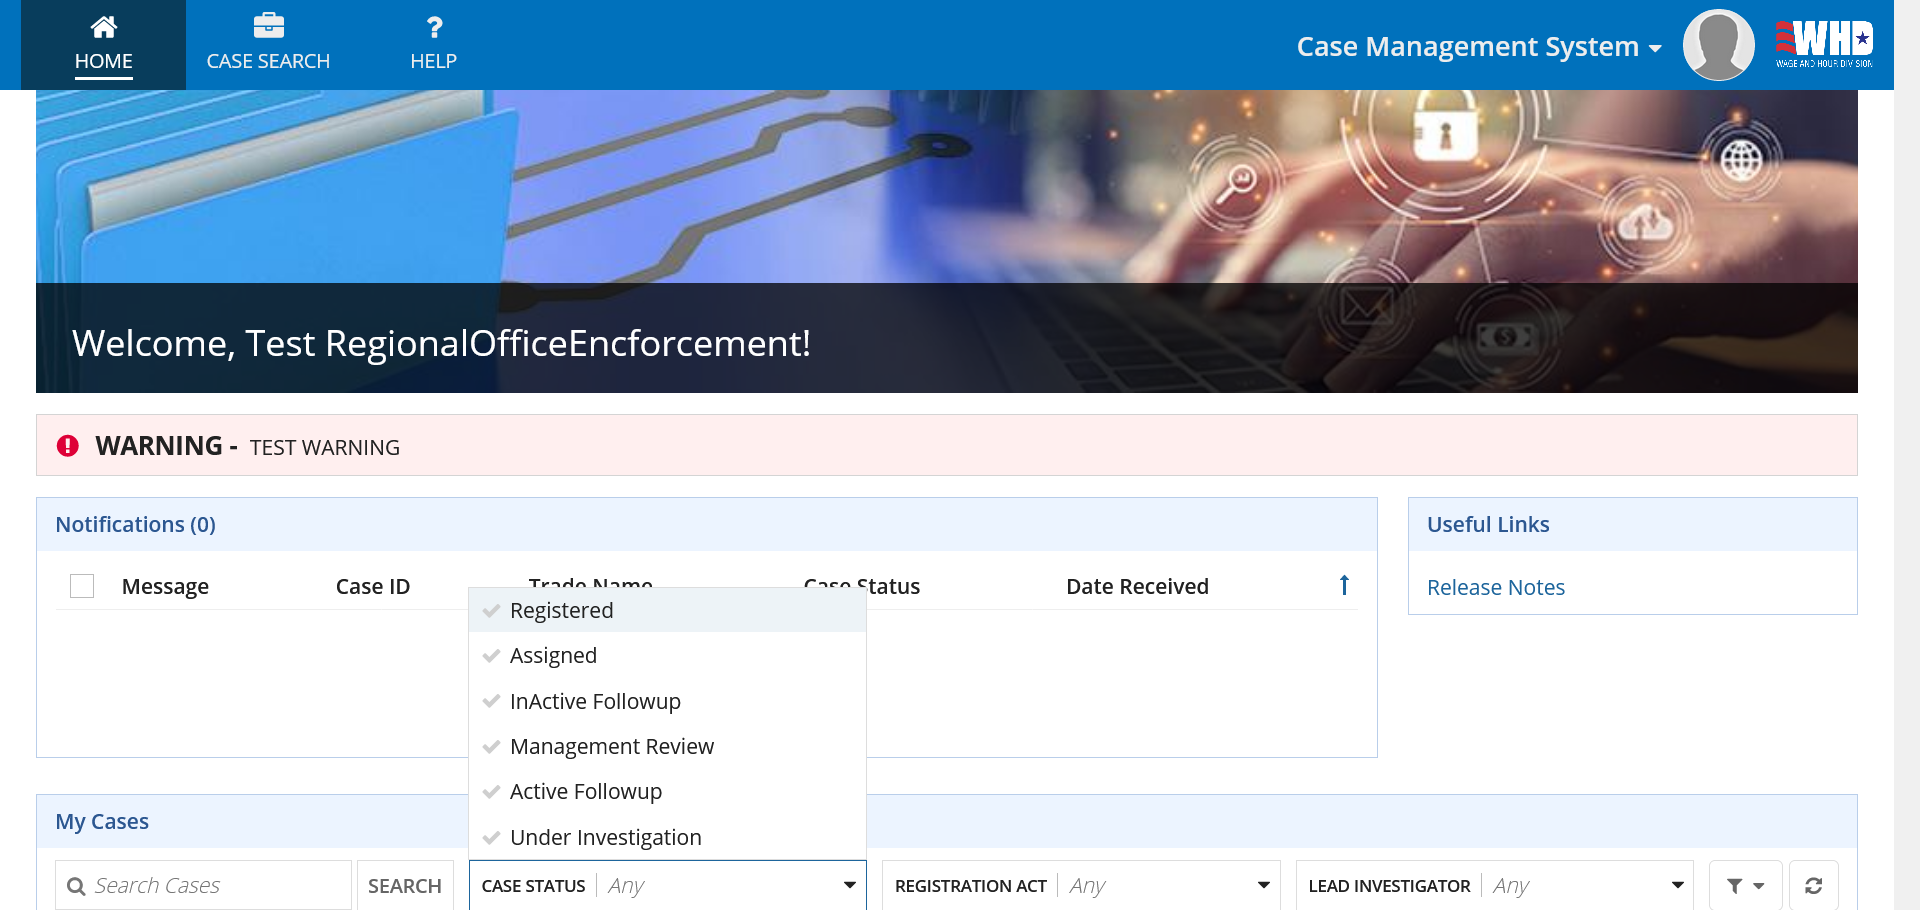 HOME
CASE SEARCH
HELP
Case Management System
WHD
WAGE AND HOUR DIVISION
Welcome, Test RegionalOfficeEncforcement!
WARNING - TEST WARNING
Notifications (0)
Useful Links
Message Case ID Trade Name Case Status Date Received
Release Notes
Registered
Assigned
InActive Followup
Management Review
Active Followup
Under Investigation
My Cases
Search Cases SEARCH CASE STATUS Any REGISTRATION ACT Any LEAD INVESTIGATOR Any